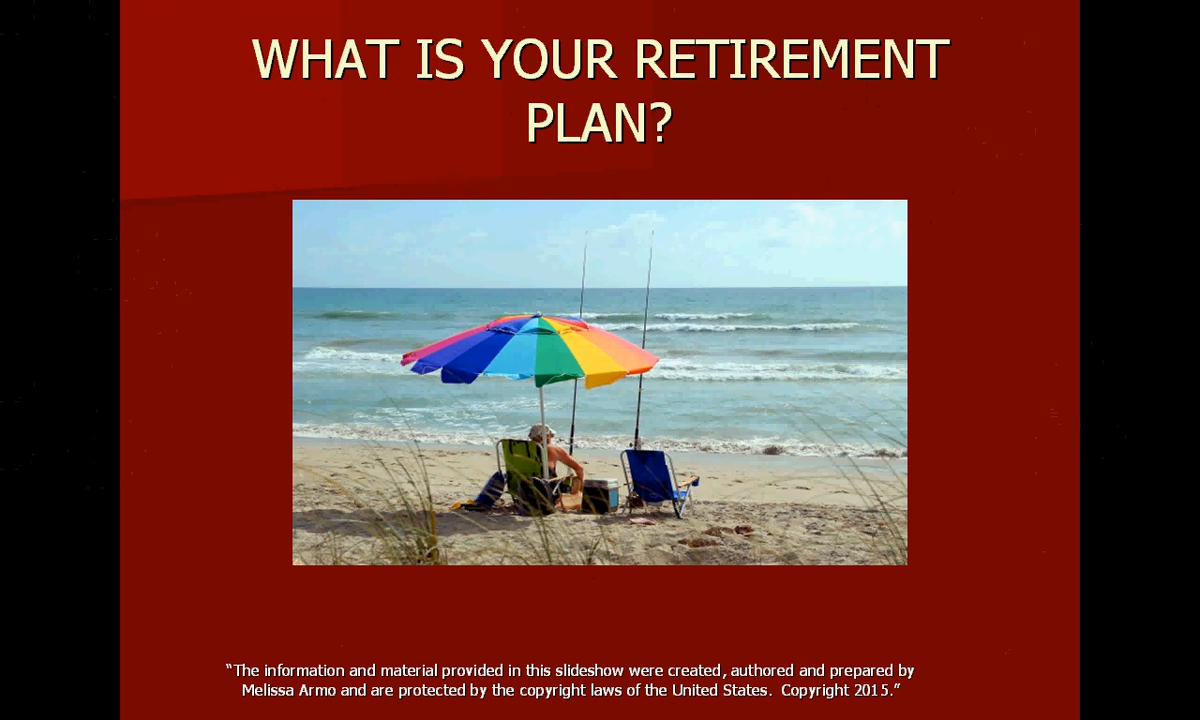 WHAT IS YOUR RETIREMENT
PLAN?
“The information and material provided in this slideshow were created, authored and prepared by
Melissa Armo and are protected by the copyright laws of the United States.  Copyright 2015.”